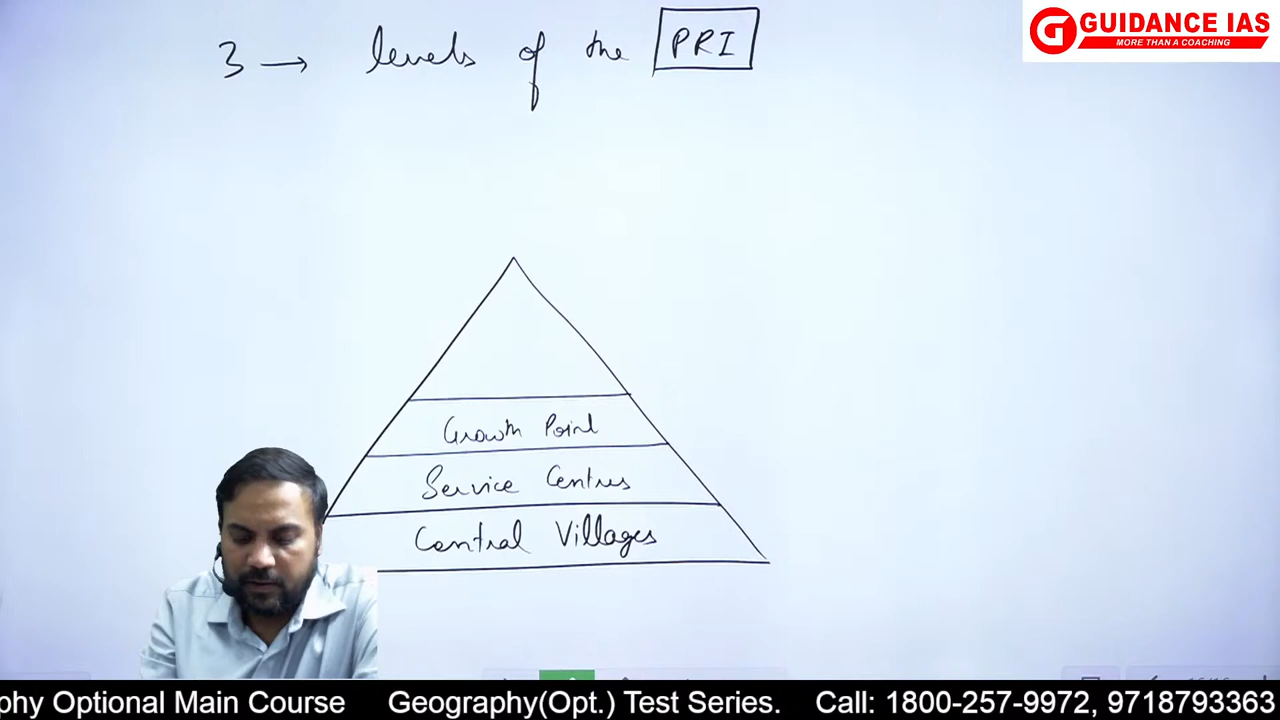 3 → levels of the PRI
GUIDANCE IAS
MORE THAN A COACHING
Growth Point
Service Centres
Central Villages
phy Optional Main Course Geography(Opt.) Test Series. Call: 1800-257-9972, 9718793363